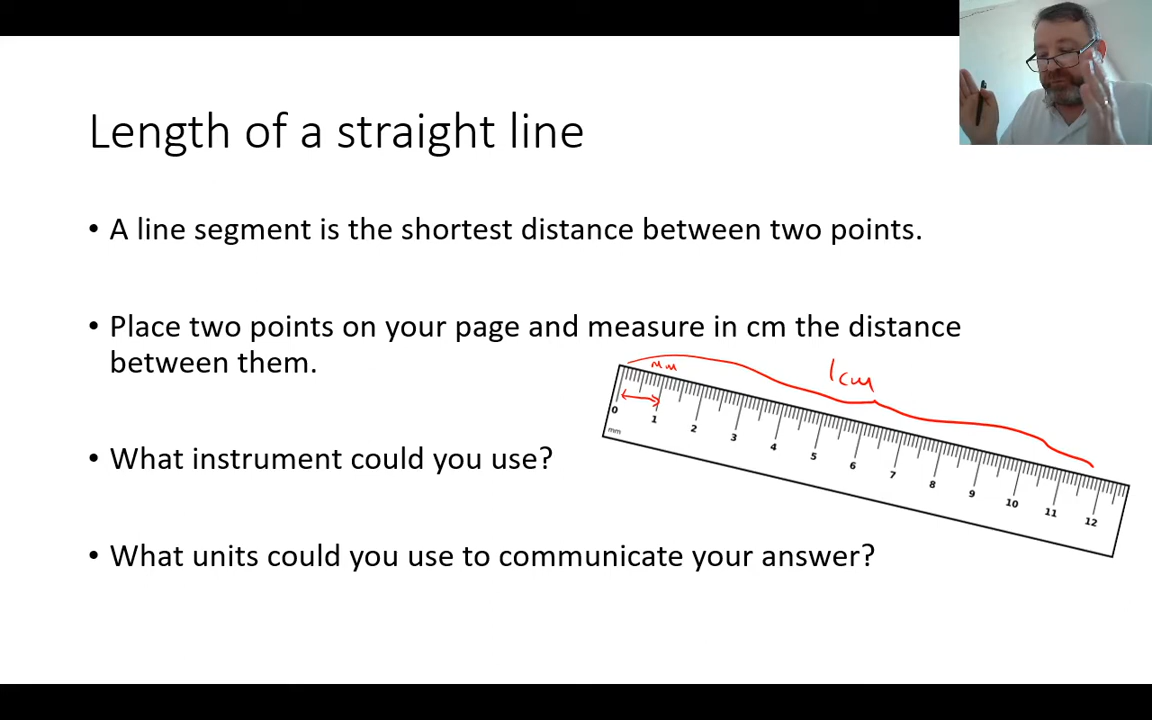 Length of a straight line
• A line segment is the shortest distance between two points.
• Place two points on your page and measure in cm the distance
between them.
mm
1cm
0 1 2 3 4 5 6 7 8 9 10 11 12
mm
• What instrument could you use?
• What units could you use to communicate your answer?